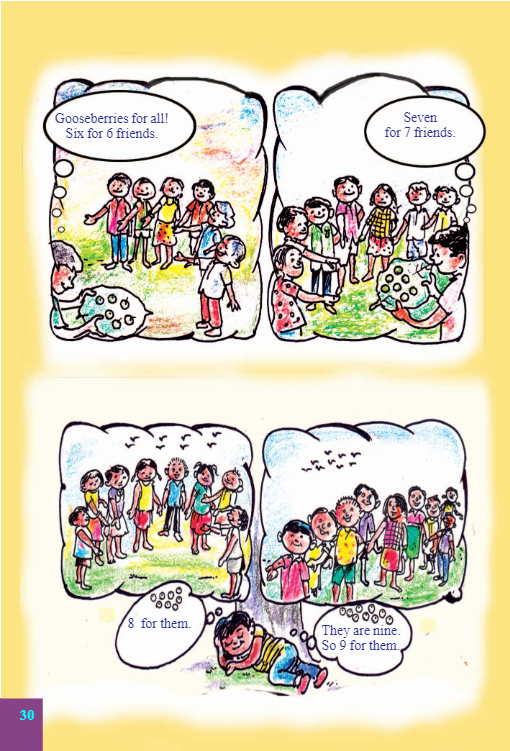 Gooseberries for all!
Six for 6 friends.
Seven
for 7 friends.
8 for them.
They are nine.
So 9 for them.
30